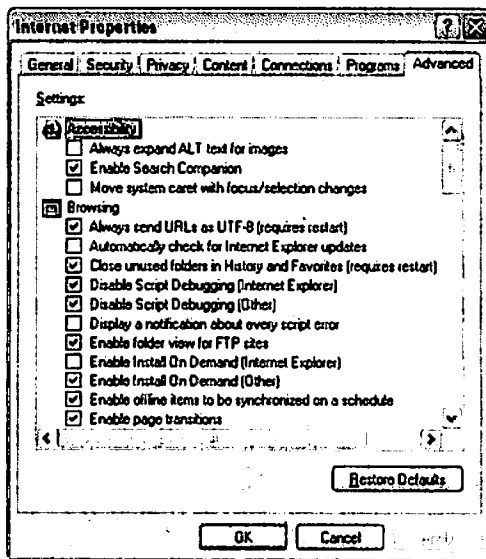 Internet Properties
General Security Privacy Content Connections Programs Advanced
Settings:
Accessibility
Always expand ALT text for images
Enable Search Companion
Move system caret with focus/selection changes
Browsing
Always send URLs as UTF-8 (requires restart)
Automatically check for Internet Explorer updates
Close unused folders in History and Favorites (requires restart)
Disable Script Debugging (Internet Explorer)
Disable Script Debugging (Other)
Display a notification about every script error
Enable folder view for FTP sites
Enable Install On Demand (Internet Explorer)
Enable Install On Demand (Other)
Enable offline items to be synchronized on a schedule
Enable page transitions
Restore Defaults
OK Cancel